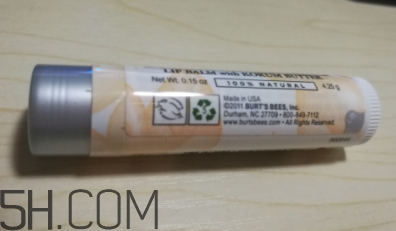 LIP BALM with KOKUM BUTTER
Net Wt. 0.15 oz 100% NATURAL 4.25 g
Made in USA
©2011 BURT'S BEES, Inc.
Durham, NC 27709 • 800-849-7112
www.burtsbees.com • All Rights Reserved.
5H.COM